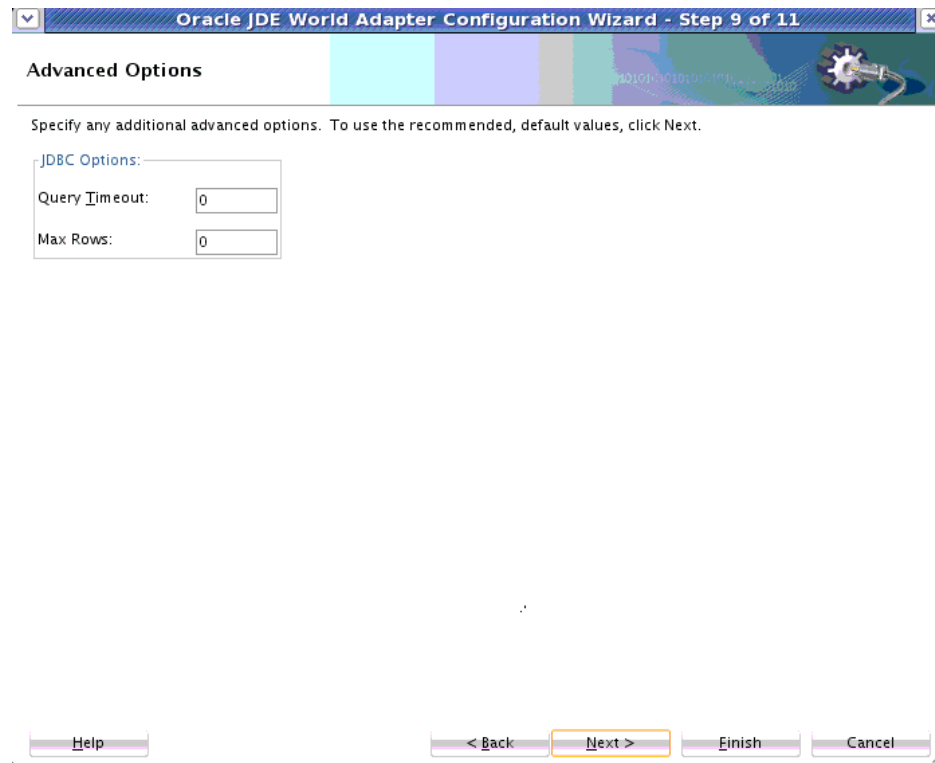 Oracle JDE World Adapter Configuration Wizard - Step 9 of 11
Advanced Options
Specify any additional advanced options. To use the recommended, default values, click Next.
JDBC Options:
Query Timeout: 0
Max Rows: 0
Help < Back Next > Finish Cancel